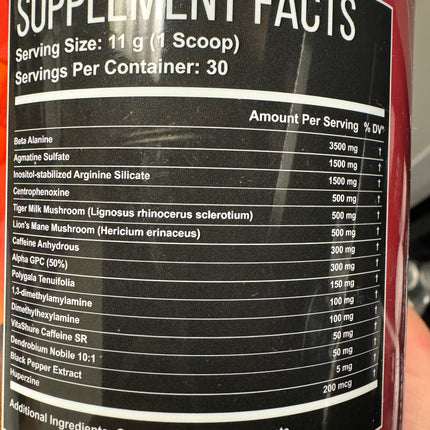 SUPPLEMENT FACTS
Serving Size: 11 g (1 Scoop)
Servings Per Container: 30
Amount Per Serving % DV*
Beta Alanine 3500 mg †
Agmatine Sulfate 1500 mg †
Inositol-stabilized Arginine Silicate 1500 mg †
Centrophenoxine 500 mg †
Tiger Milk Mushroom (Lignosus rhinocerus sclerotium) 500 mg †
Lion's Mane Mushroom (Hericium erinaceus) 500 mg †
Caffeine Anhydrous 300 mg †
Alpha GPC (50%) 300 mg †
Polygala Tenuifolia 150 mg †
1,3-dimethylamylamine 100 mg †
Dimethylhexylamine 100 mg †
VitaShure Caffeine SR 50 mg †
Dendrobium Nobile 10:1 50 mg †
Black Pepper Extract 5 mg †
Huperzine 200 mcg †
Additional Ingredients: